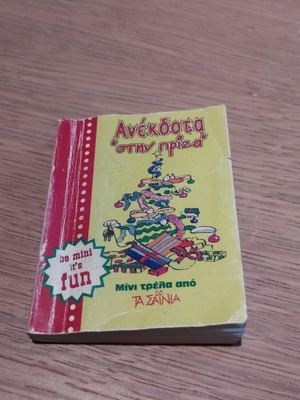 Ανέκδοτα
"στην πρίζα"
be mini
it's
fun
Μίνι τρέλα από
ΤΑ ΣΑΪΝΙΑ